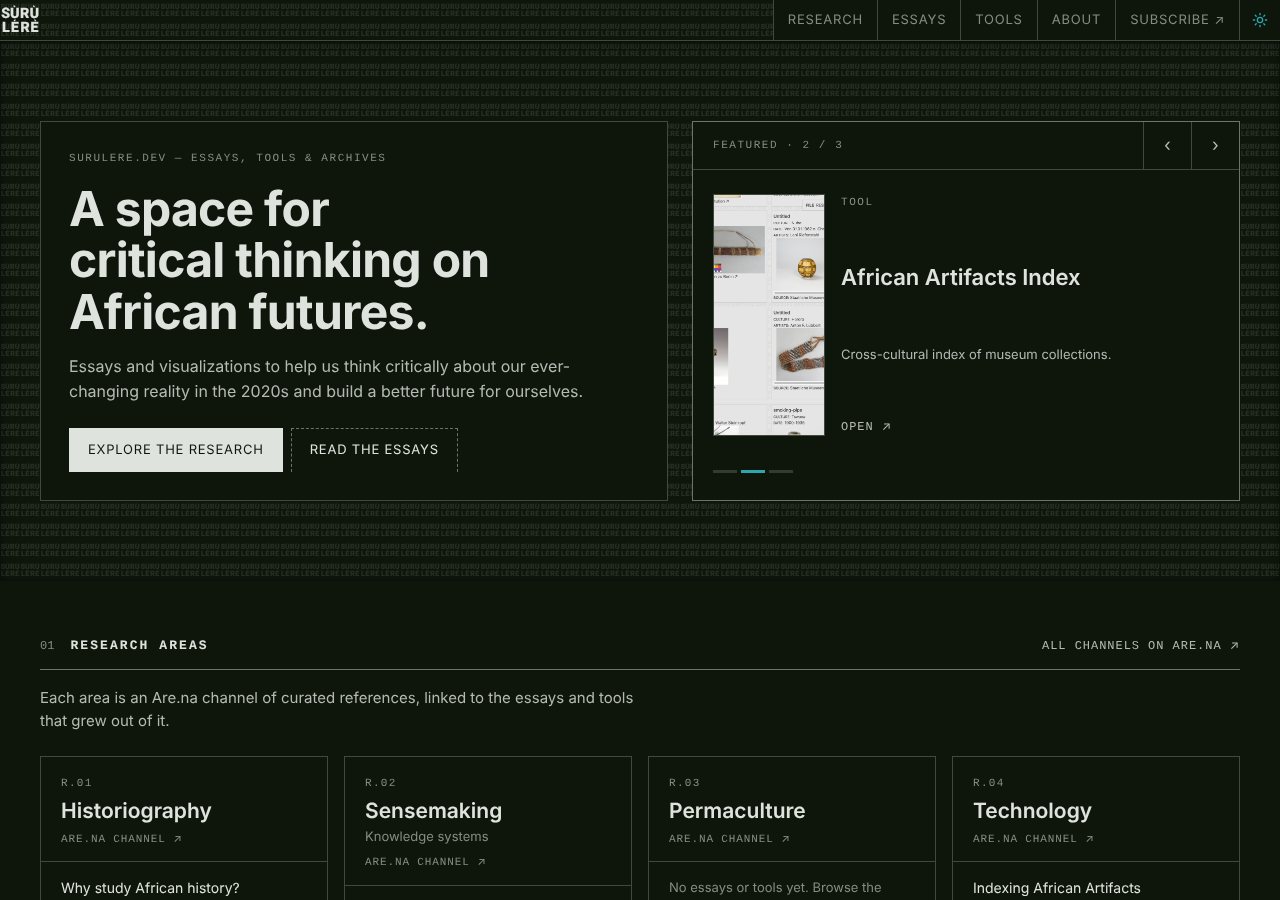 SÙRÚ
LÉRÈ
RESEARCH
ESSAYS
TOOLS
ABOUT
SUBSCRIBE ↗
SURULERE.DEV — ESSAYS, TOOLS & ARCHIVES
A space for
critical thinking on
African futures.
Essays and visualizations to help us think critically about our ever-
changing reality in the 2020s and build a better future for ourselves.
EXPLORE THE RESEARCH
READ THE ESSAYS
FEATURED · 2 / 3
‹ ›
TOOL
African Artifacts Index
Cross-cultural index of museum collections.
OPEN ↗
Untitled
Untitled
smoking-pipe
01 RESEARCH AREAS
ALL CHANNELS ON ARE.NA ↗
Each area is an Are.na channel of curated references, linked to the essays and tools
that grew out of it.
R.01
Historiography
ARE.NA CHANNEL ↗
Why study African history?
R.02
Sensemaking
Knowledge systems
ARE.NA CHANNEL ↗
R.03
Permaculture
ARE.NA CHANNEL ↗
No essays or tools yet. Browse the
R.04
Technology
ARE.NA CHANNEL ↗
Indexing African Artifacts